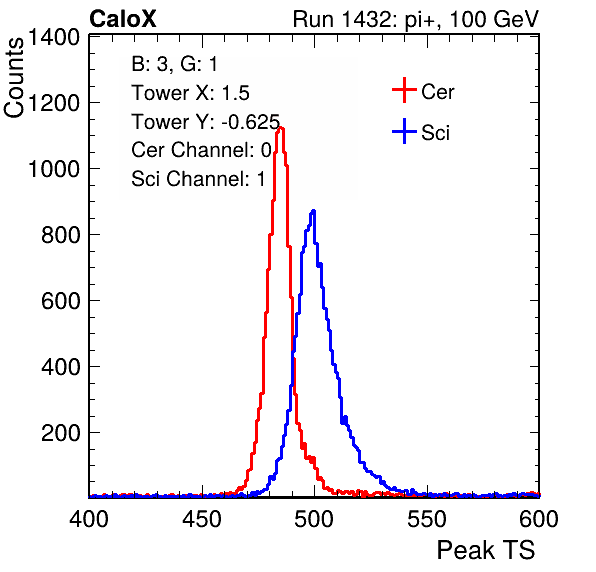 CaloX Run 1432: pi+, 100 GeV
Counts
1400
1200
1000
800
600
400
200
B: 3, G: 1
Tower X: 1.5
Tower Y: -0.625
Cer Channel: 0
Sci Channel: 1
Cer
Sci
400 450 500 550 600
Peak TS